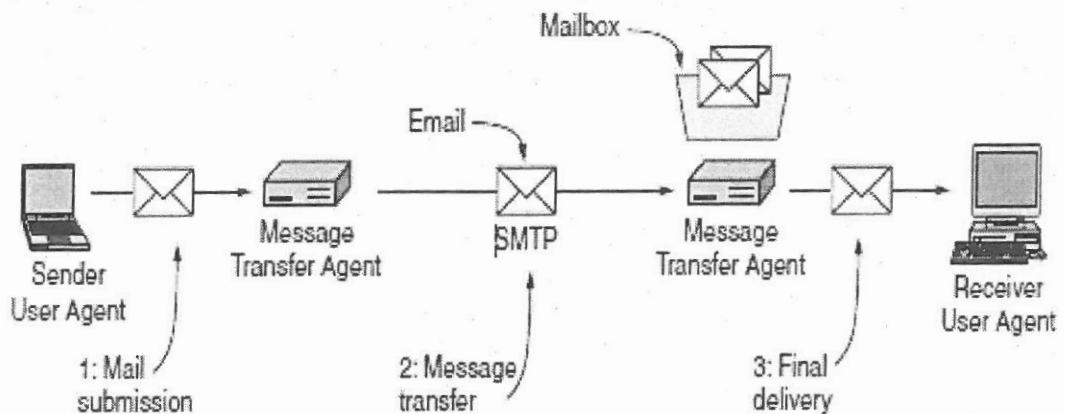 Mailbox
Email
Message
Transfer Agent
SMTP
Message
Transfer Agent
Sender
User Agent
Receiver
User Agent
1: Mail
submission
2: Message
transfer
3: Final
delivery